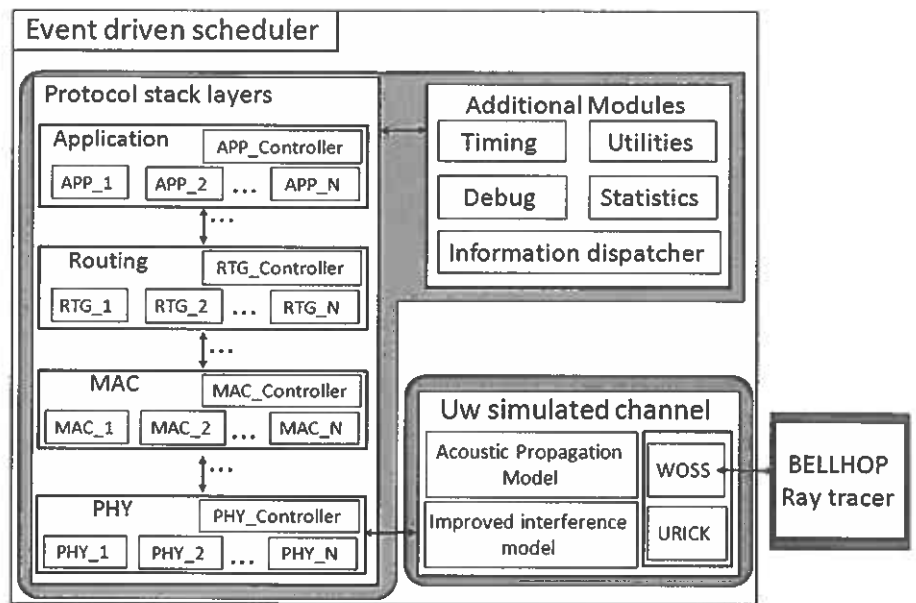 Event driven scheduler
Protocol stack layers
Application
APP_Controller
APP_1 APP_2 ... APP_N
...
Routing
RTG_Controller
RTG_1 RTG_2 ... RTG_N
...
MAC
MAC_Controller
MAC_1 MAC_2 ... MAC_N
...
PHY
PHY_Controller
PHY_1 PHY_2 ... PHY_N
Additional Modules
Timing Utilities
Debug Statistics
Information dispatcher
Uw simulated channel
Acoustic Propagation
Model
Improved interference
model
WOSS
URICK
BELLHOP
Ray tracer